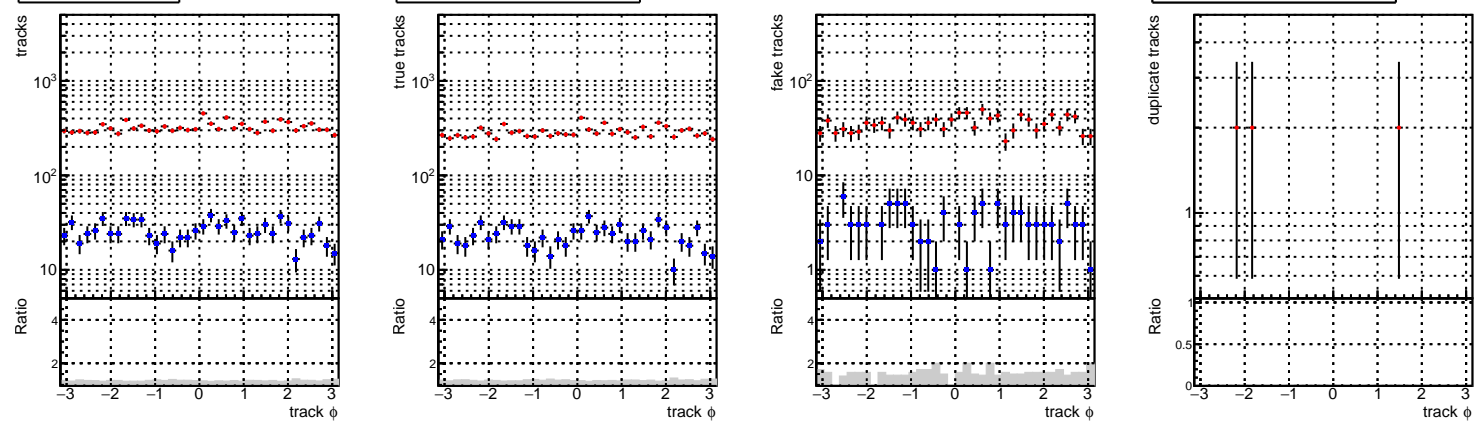 tracks
10³
10²
10
Ratio
4
2
−3 −2 −1 0 1 2 3
track ϕ
true tracks
10³
10²
10
Ratio
4
2
−3 −2 −1 0 1 2 3
track ϕ
fake tracks
10²
10
1
Ratio
4
2
−3 −2 −1 0 1 2 3
track ϕ
duplicate tracks
1
Ratio
1
0.5
0
−3 −2 −1 0 1 2 3
track ϕ